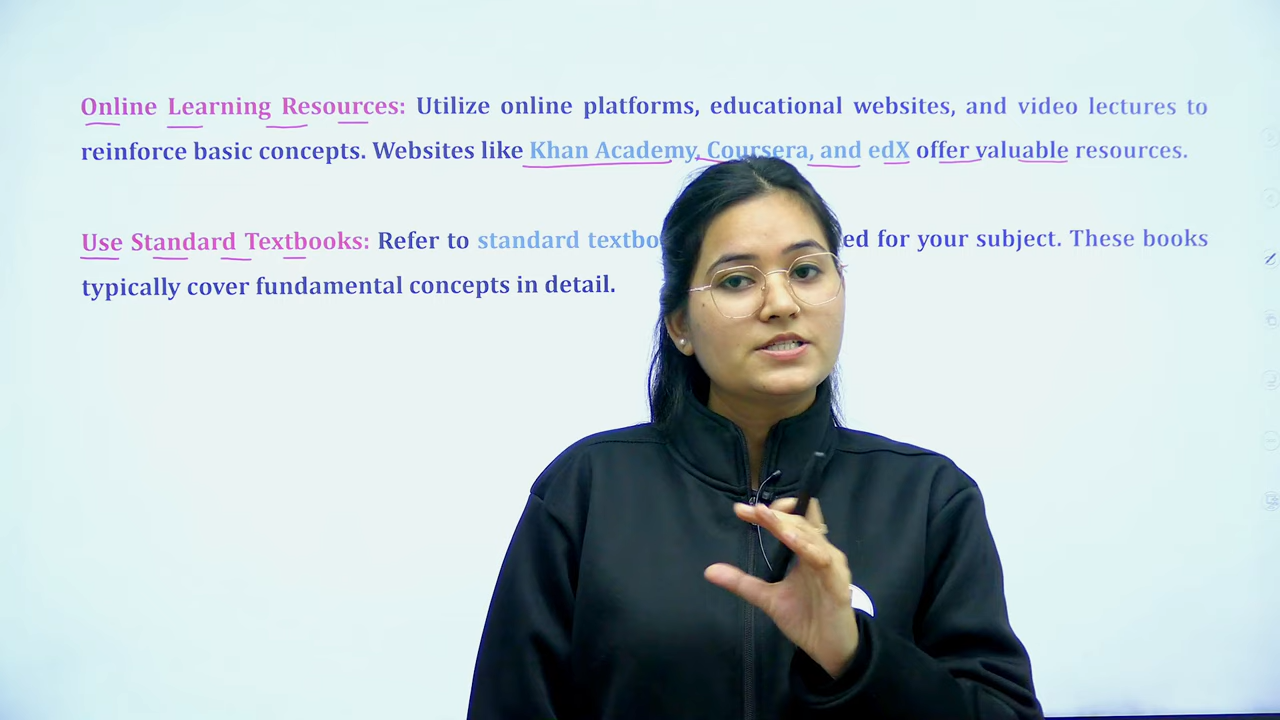 Online Learning Resources: Utilize online platforms, educational websites, and video lectures to
reinforce basic concepts. Websites like Khan Academy, Coursera, and edX offer valuable resources.
Use Standard Textbooks: Refer to standard for your subject. These books
typically cover fundamental concepts in detail.